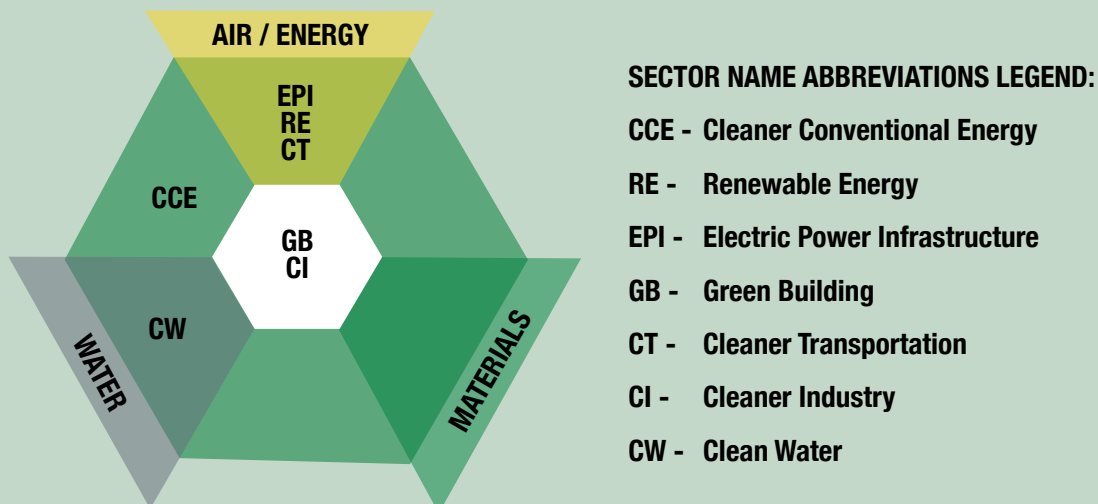 AIR / ENERGY
EPI
RE
CT
CCE
GB
CI
CW
WATER
MATERIALS
SECTOR NAME ABBREVIATIONS LEGEND:
CCE - Cleaner Conventional Energy
RE - Renewable Energy
EPI - Electric Power Infrastructure
GB - Green Building
CT - Cleaner Transportation
CI - Cleaner Industry
CW - Clean Water